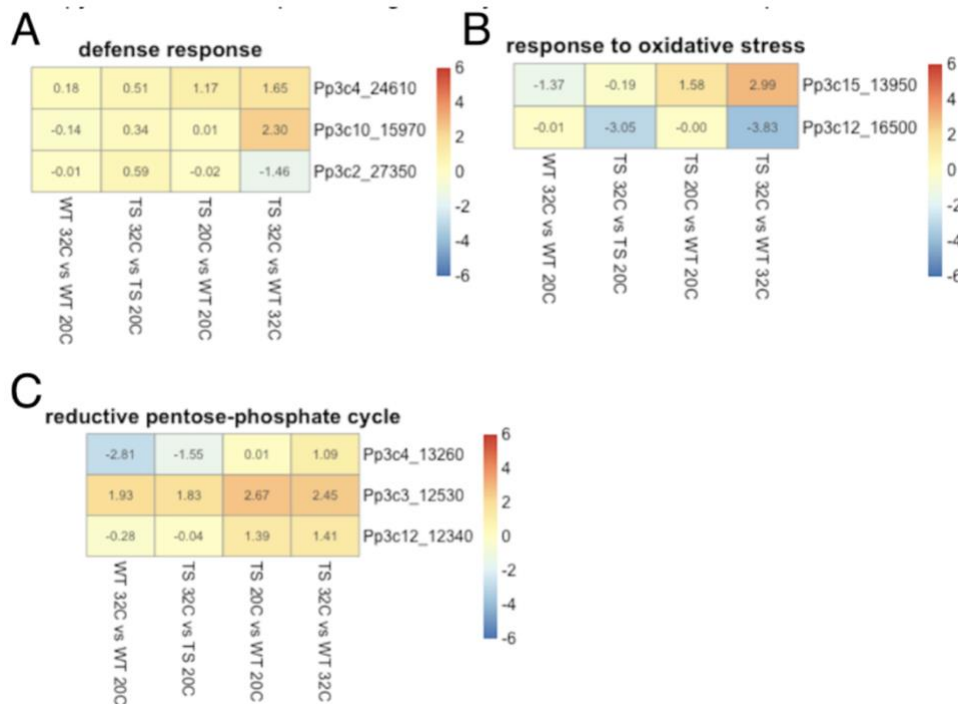 A
defense response
0.18 0.51 1.17 1.65 Pp3c4_24610
-0.14 0.34 0.01 2.30 Pp3c10_15970
-0.01 0.59 -0.02 -1.46 Pp3c2_27350
WT 32C vs WT 20C
TS 32C vs TS 20C
TS 20C vs WT 20C
TS 32C vs WT 32C
6
4
2
0
-2
-4
-6
B
response to oxidative stress
-1.37 -0.19 1.58 2.99 Pp3c15_13950
-0.01 -3.05 -0.00 -3.83 Pp3c12_16500
WT 32C vs WT 20C
TS 32C vs TS 20C
TS 20C vs WT 20C
TS 32C vs WT 32C
6
4
2
0
-2
-4
-6
C
reductive pentose-phosphate cycle
-2.81 -1.55 0.01 1.09 Pp3c4_13260
1.93 1.83 2.67 2.45 Pp3c3_12530
-0.28 -0.04 1.39 1.41 Pp3c12_12340
WT 32C vs WT 20C
TS 32C vs TS 20C
TS 20C vs WT 20C
TS 32C vs WT 32C
6
4
2
0
-2
-4
-6